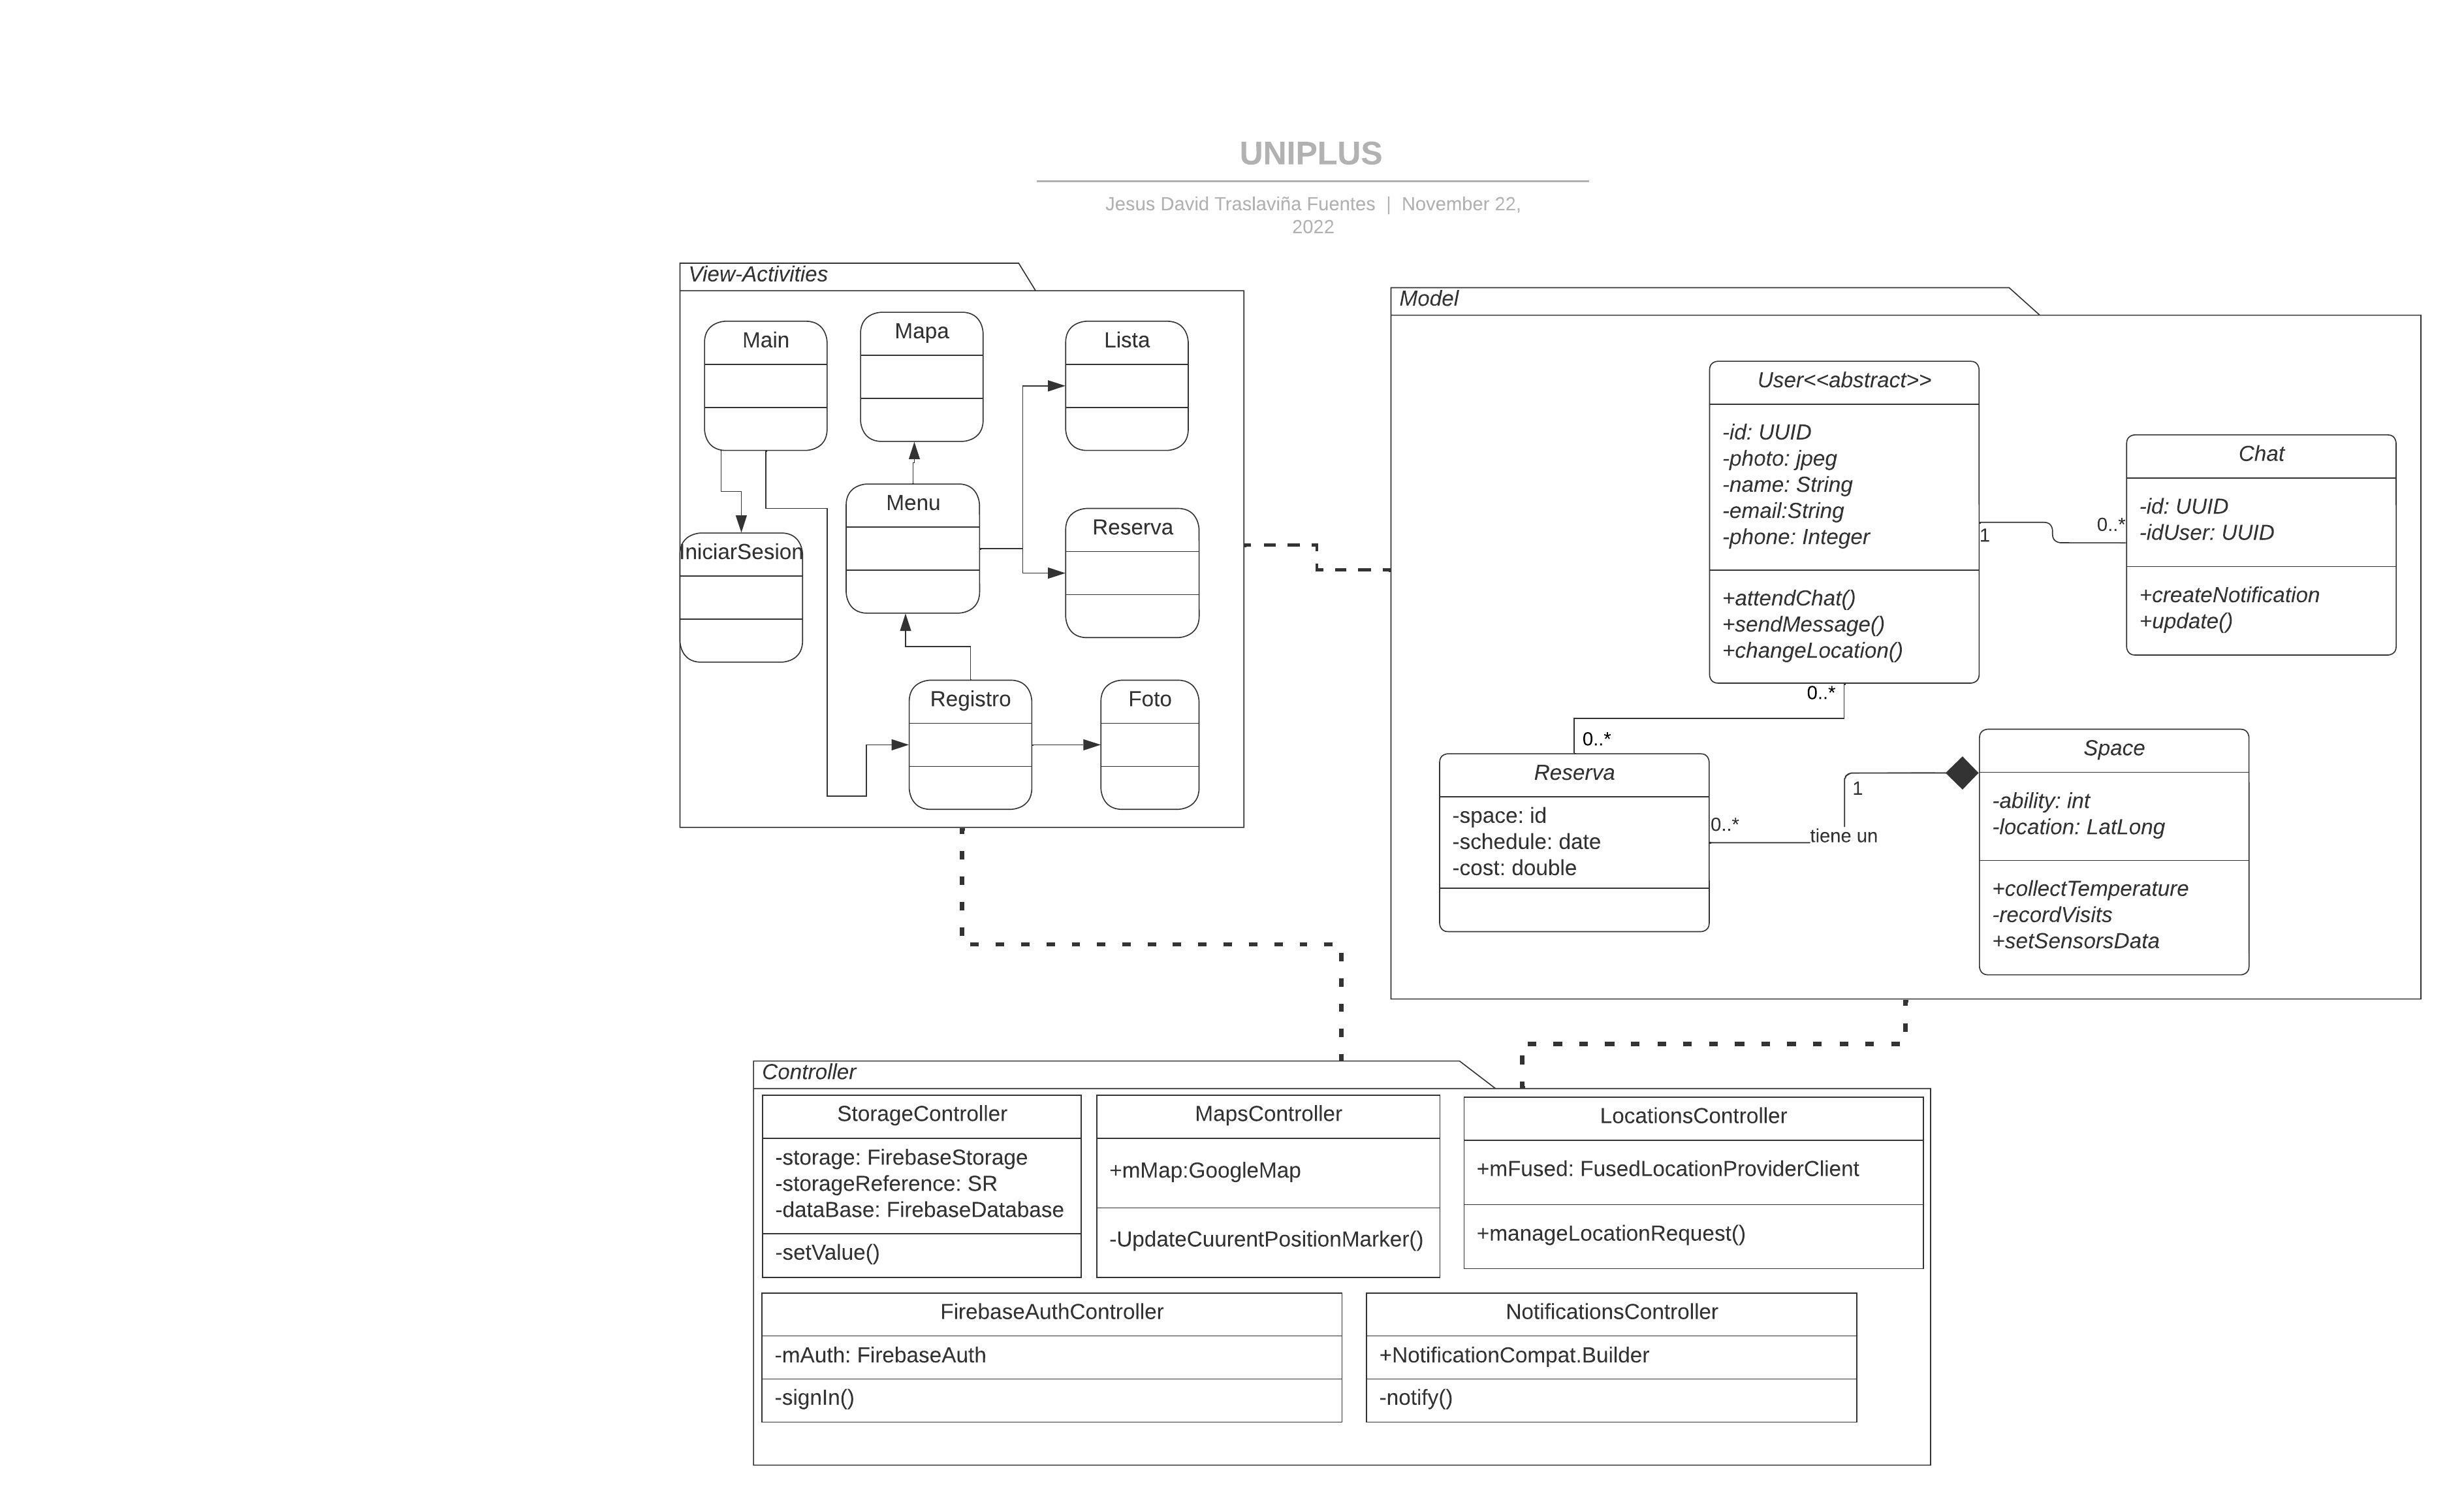 UNIPLUS
Jesus David Traslaviña Fuentes | November 22,
2022
View-Activities
Main
Mapa
Lista
Menu
Reserva
IniciarSesion
Registro
Foto
Model
User<<abstract>>
-id: UUID
-photo: jpeg
-name: String
-email:String
-phone: Integer
+attendChat()
+sendMessage()
+changeLocation()
1
0..*
Chat
-id: UUID
-idUser: UUID
+createNotification
+update()
0..*
0..*
Reserva
-space: id
-schedule: date
-cost: double
0..*
tiene un
1
Space
-ability: int
-location: LatLong
+collectTemperature
-recordVisits
+setSensorsData
Controller
StorageController
-storage: FirebaseStorage
-storageReference: SR
-dataBase: FirebaseDatabase
-setValue()
MapsController
+mMap:GoogleMap
-UpdateCuurentPositionMarker()
LocationsController
+mFused: FusedLocationProviderClient
+manageLocationRequest()
FirebaseAuthController
-mAuth: FirebaseAuth
-signIn()
NotificationsController
+NotificationCompat.Builder
-notify()